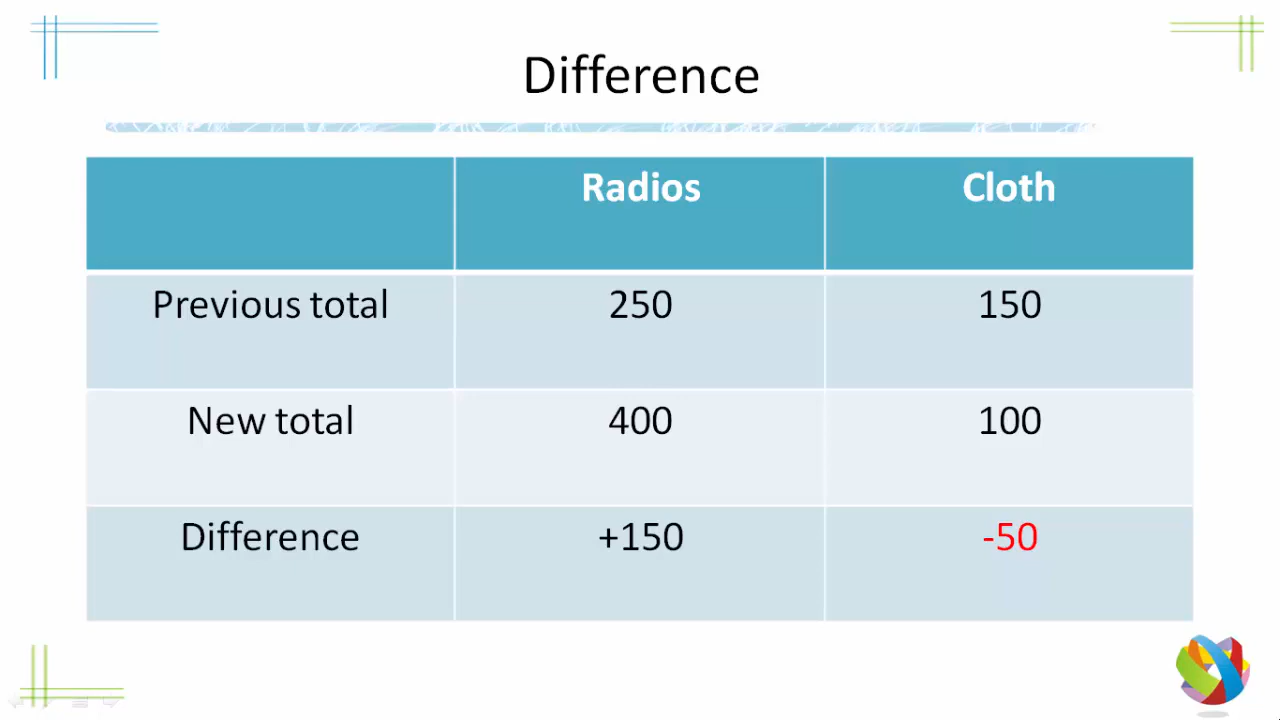 Difference
Radios Cloth
Previous total 250 150
New total 400 100
Difference +150 -50